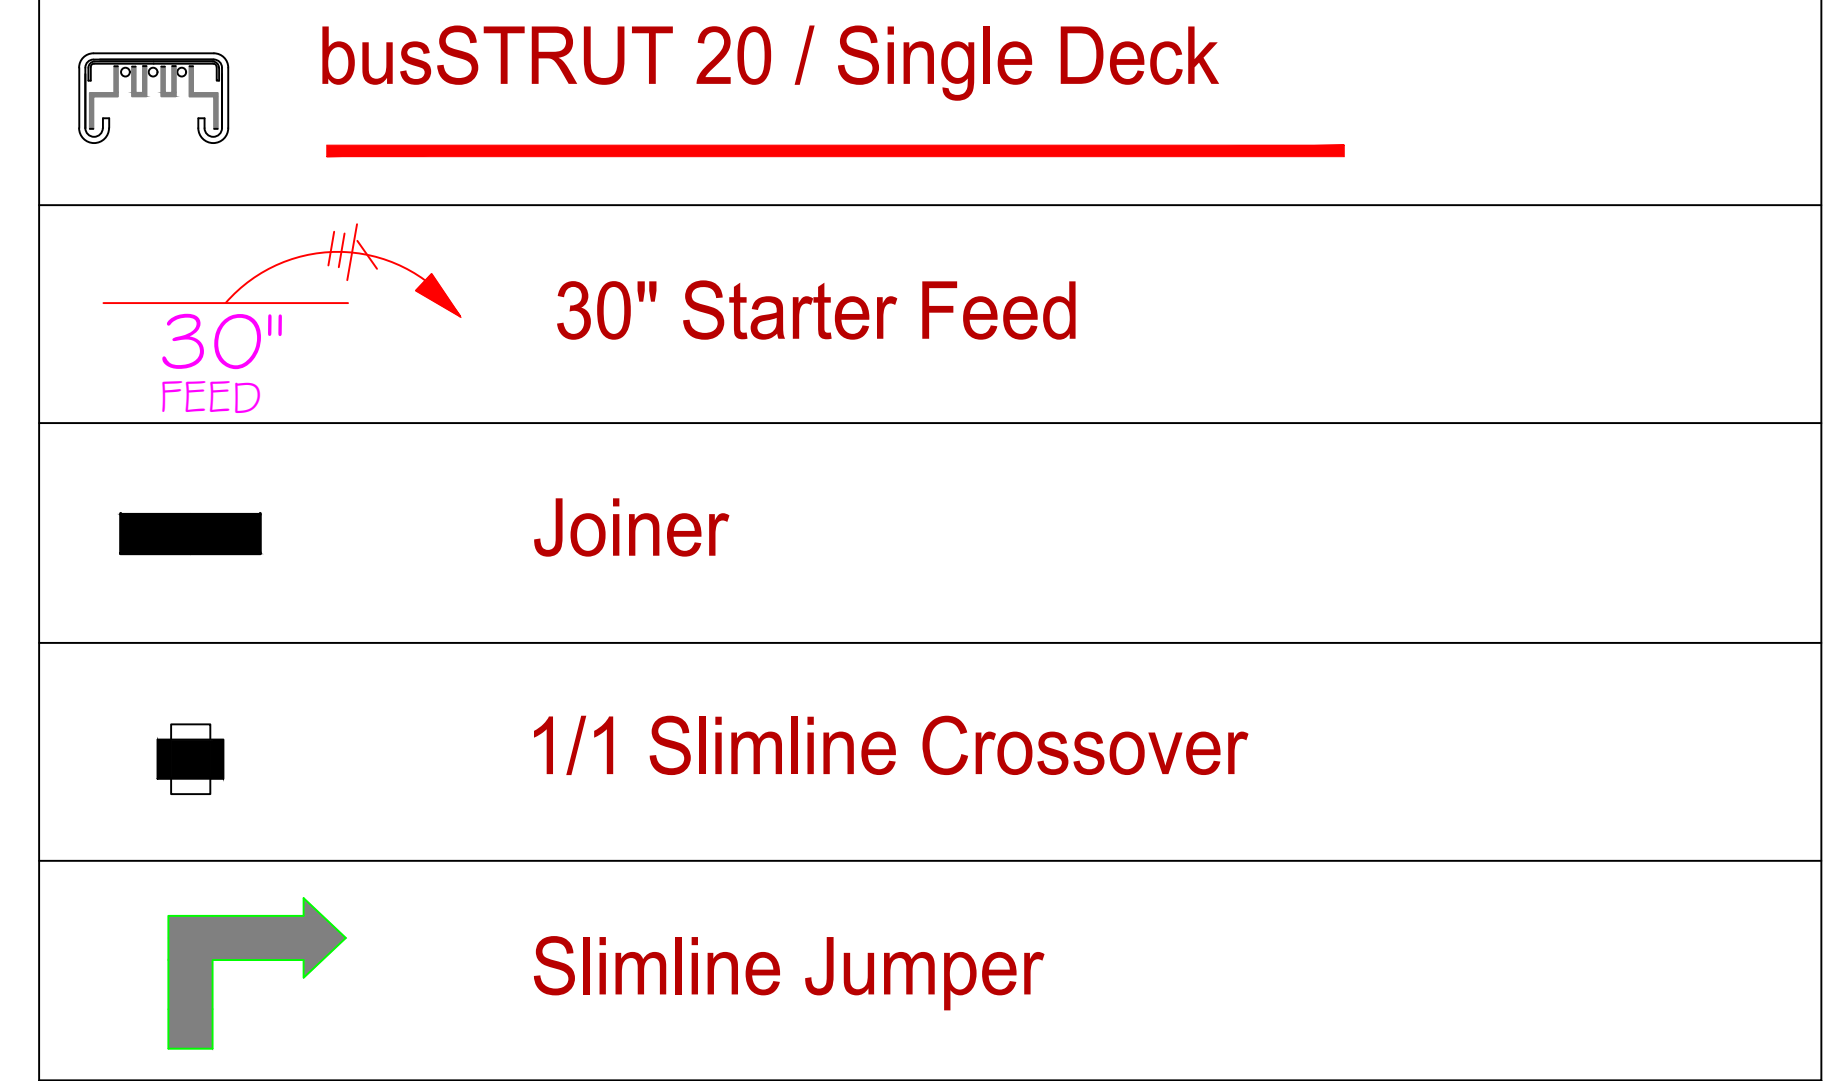 busSTRUT 20 / Single Deck
30"
FEED
30" Starter Feed
Joiner
1/1 Slimline Crossover
Slimline Jumper